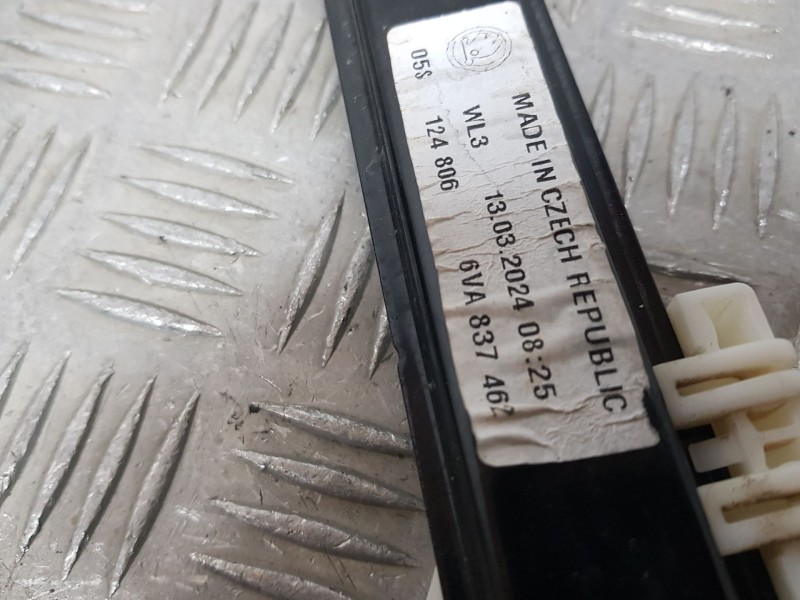 MADE IN CZECH REPUBLIC
WL3 13.03.2024 08:25
05S 124 806 6VA 837 462